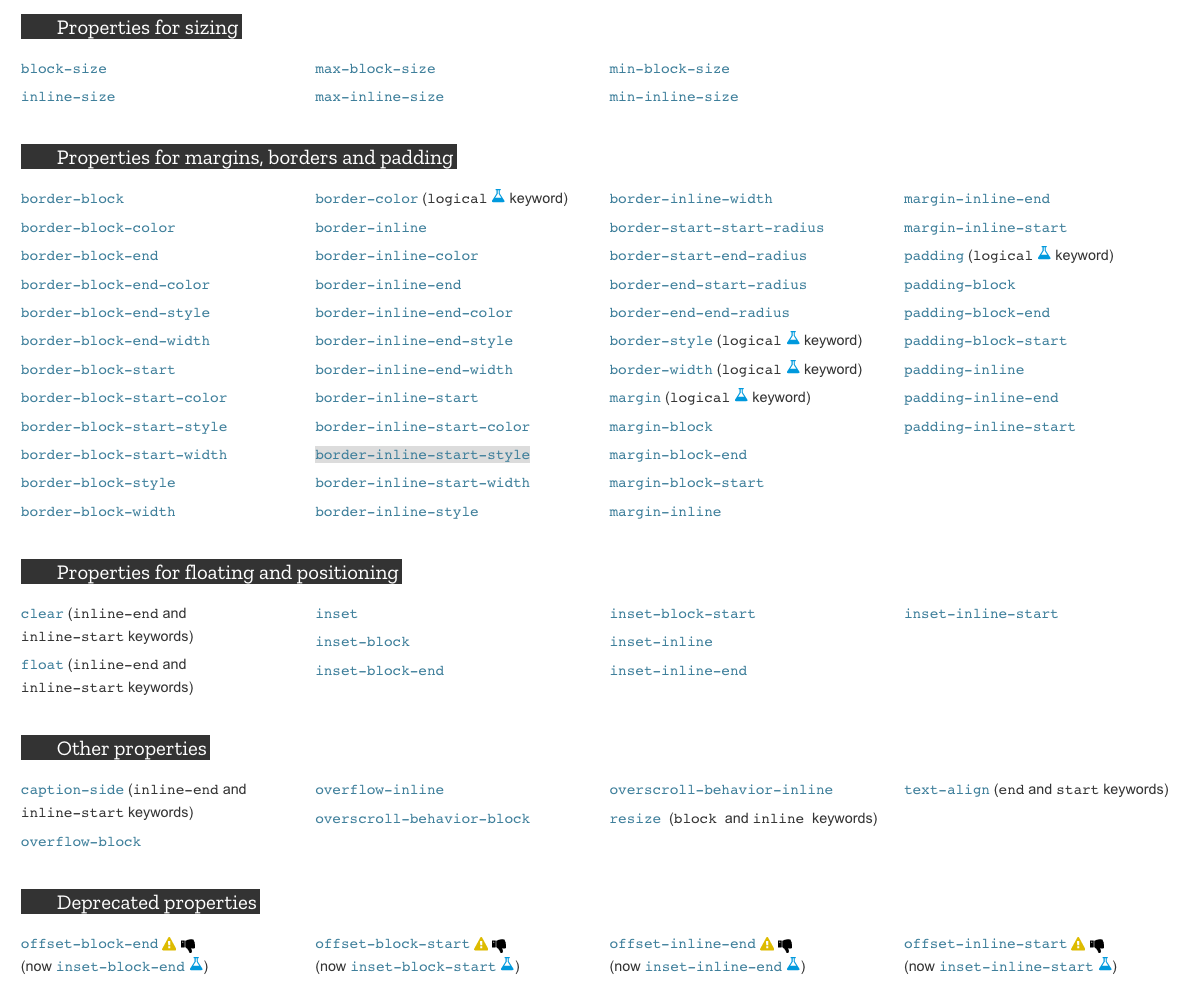 Properties for sizing
block-size
inline-size
max-block-size
max-inline-size
min-block-size
min-inline-size
Properties for margins, borders and padding
border-block
border-block-color
border-block-end
border-block-end-color
border-block-end-style
border-block-end-width
border-block-start
border-block-start-color
border-block-start-style
border-block-start-width
border-block-style
border-block-width
border-color (logical keyword)
border-inline
border-inline-color
border-inline-end
border-inline-end-color
border-inline-end-style
border-inline-end-width
border-inline-start
border-inline-start-color
border-inline-start-style
border-inline-start-width
border-inline-style
border-inline-width
border-start-start-radius
border-start-end-radius
border-end-start-radius
border-end-end-radius
border-style (logical keyword)
border-width (logical keyword)
margin (logical keyword)
margin-block
margin-block-end
margin-block-start
margin-inline
margin-inline-end
margin-inline-start
padding (logical keyword)
padding-block
padding-block-end
padding-block-start
padding-inline
padding-inline-end
padding-inline-start
Properties for floating and positioning
clear (inline-end and
inline-start keywords)
float (inline-end and
inline-start keywords)
inset
inset-block
inset-block-end
inset-block-start
inset-inline
inset-inline-end
inset-inline-start
Other properties
caption-side (inline-end and
inline-start keywords)
overflow-block
overflow-inline
overscroll-behavior-block
overscroll-behavior-inline
resize (block and inline keywords)
text-align (end and start keywords)
Deprecated properties
offset-block-end
(now inset-block-end )
offset-block-start
(now inset-block-start )
offset-inline-end
(now inset-inline-end )
offset-inline-start
(now inset-inline-start )